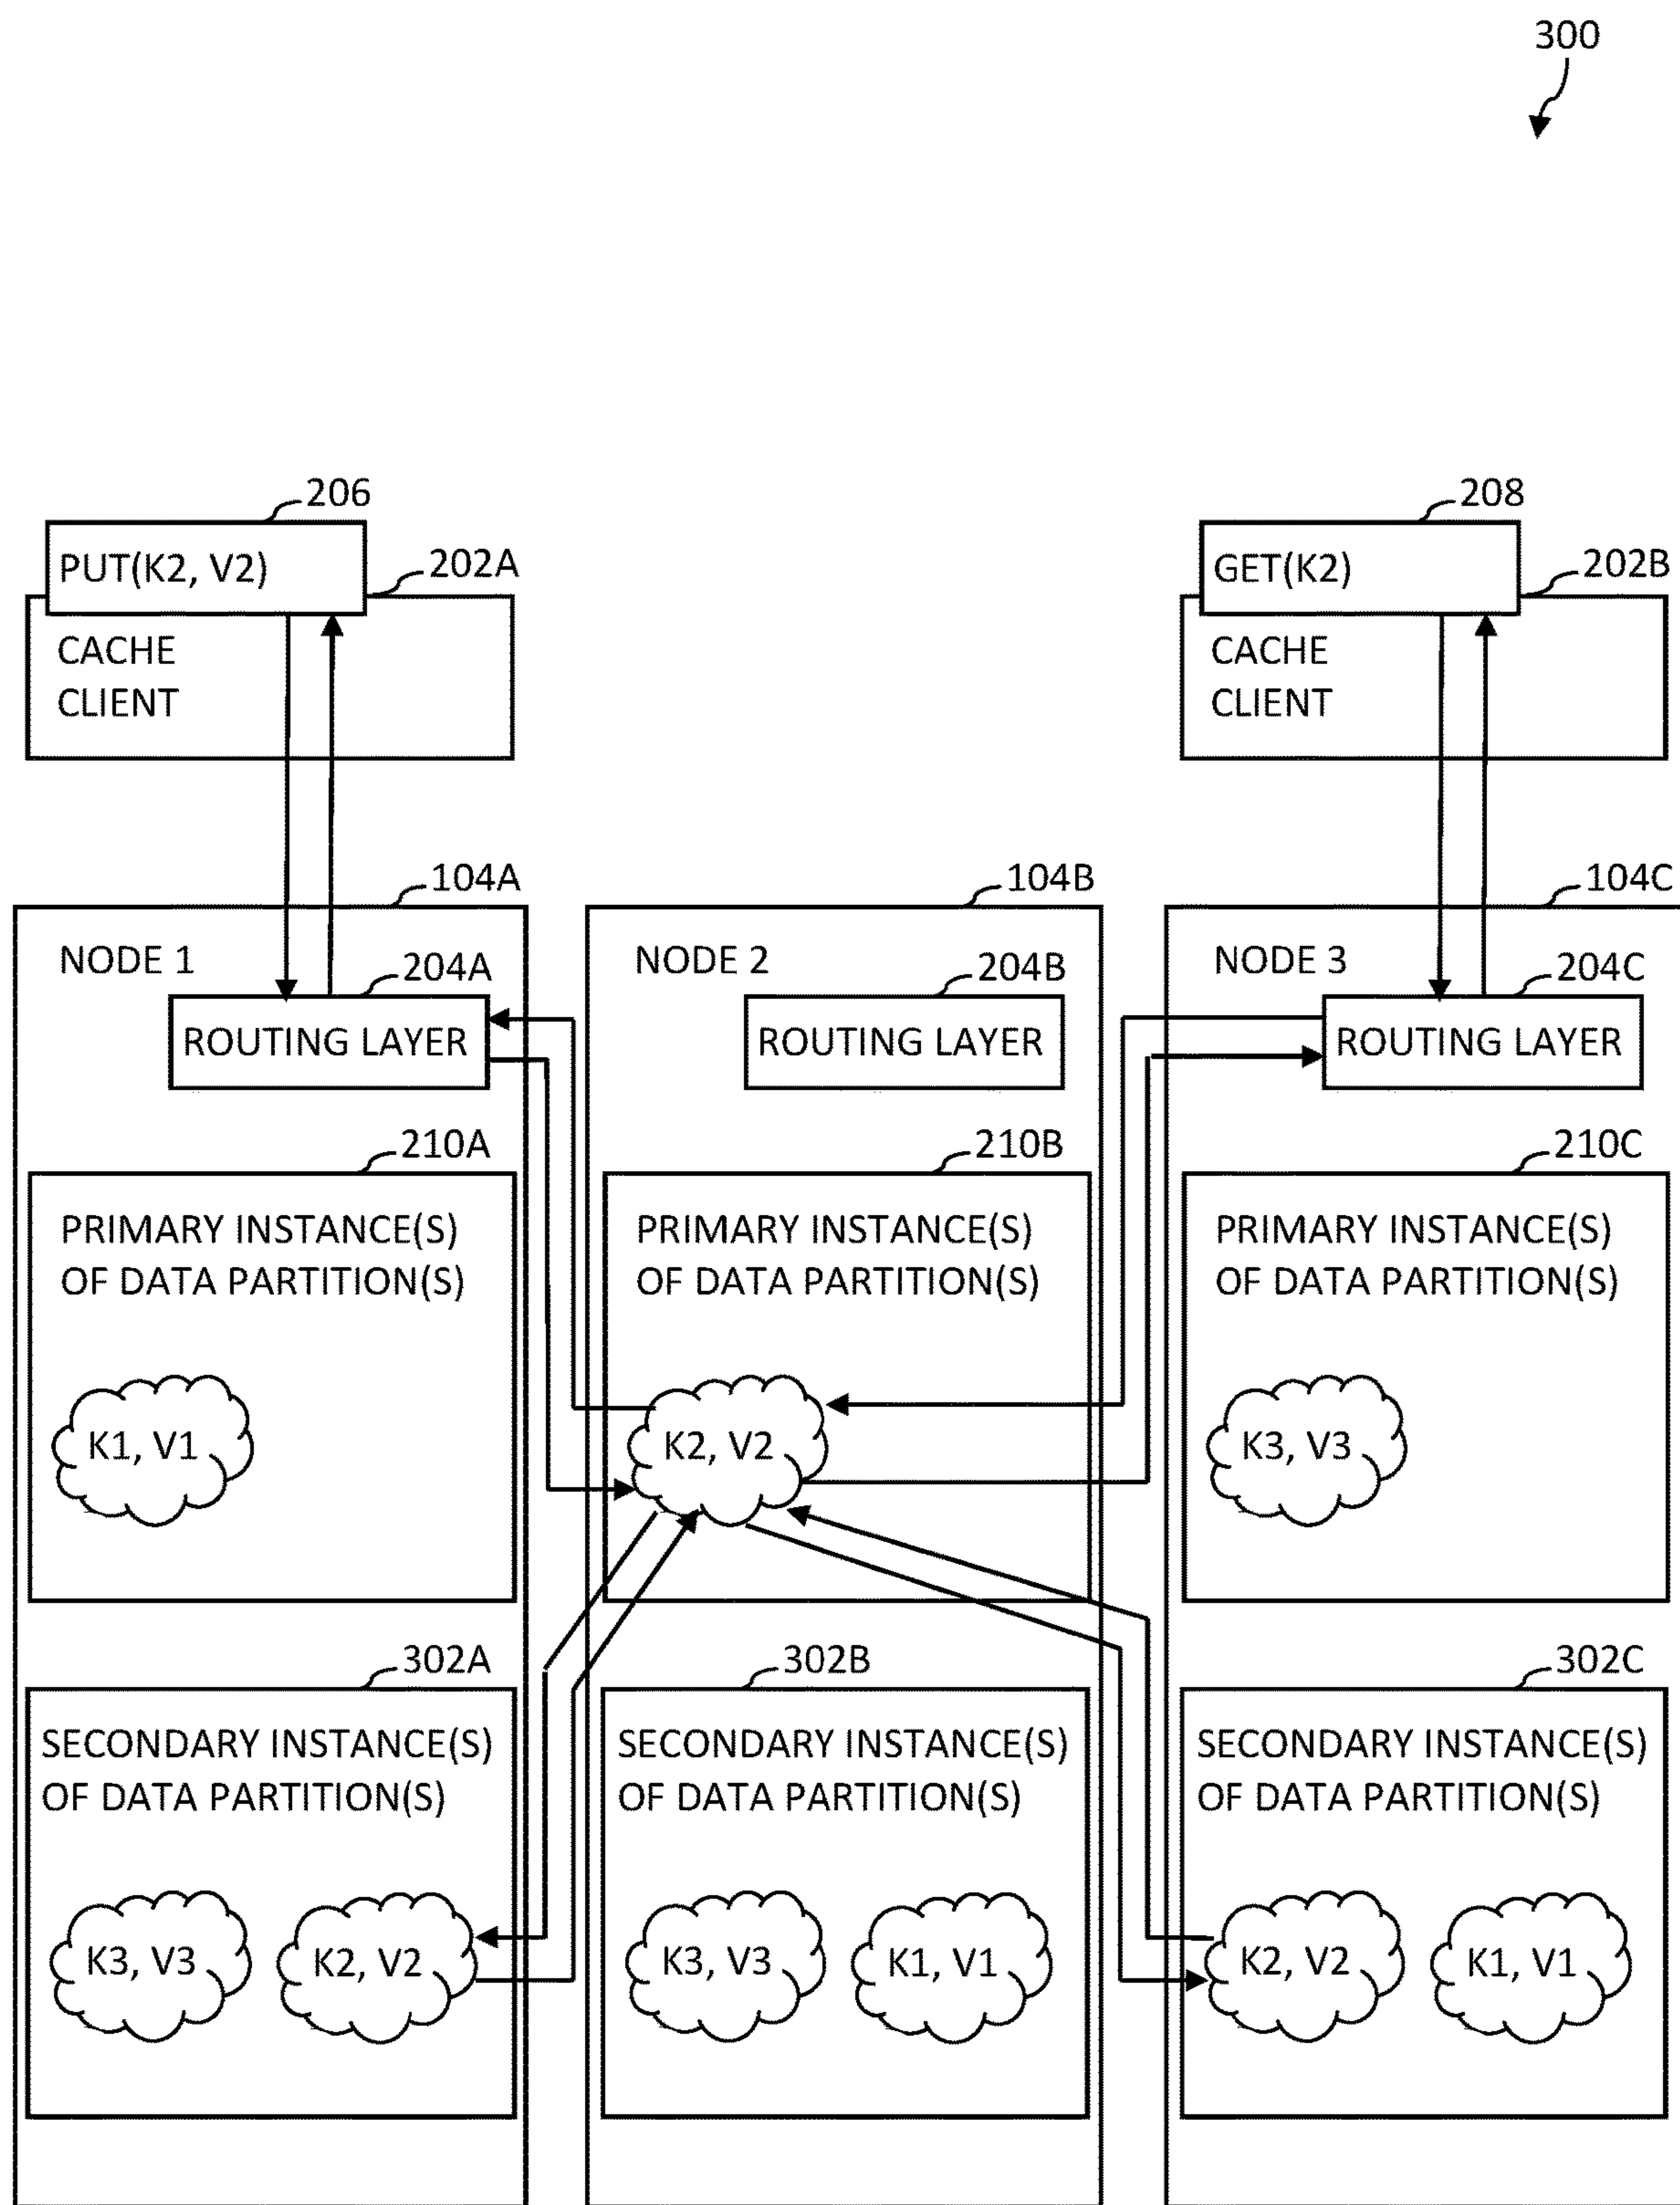 300
206
208
PUT(K2, V2)
202A
GET(K2)
202B
CACHE
CLIENT
CACHE
CLIENT
104A
104B
104C
NODE 1
204A
NODE 2
204B
NODE 3
204C
ROUTING LAYER
ROUTING LAYER
ROUTING LAYER
210A
210B
210C
PRIMARY INSTANCE(S)
OF DATA PARTITION(S)
PRIMARY INSTANCE(S)
OF DATA PARTITION(S)
PRIMARY INSTANCE(S)
OF DATA PARTITION(S)
K1, V1
K2, V2
K3, V3
302A
302B
302C
SECONDARY INSTANCE(S)
OF DATA PARTITION(S)
SECONDARY INSTANCE(S)
OF DATA PARTITION(S)
SECONDARY INSTANCE(S)
OF DATA PARTITION(S)
K3, V3
K2, V2
K3, V3
K1, V1
K2, V2
K1, V1